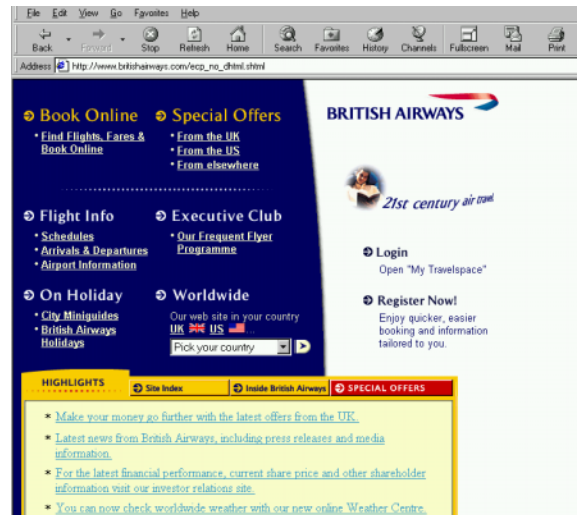 File Edit View Go Favorites Help
Back Forward Stop Refresh Home Search Favorites History Channels Fullscreen Mail Print
Address http://www.britishairways.com/ecp_no_dhtml.shtml
Book Online
• Find Flights, Fares &
Book Online
Special Offers
• From the UK
• From the US
• From elsewhere
BRITISH AIRWAYS
21st century air travel
Flight Info
• Schedules
• Arrivals & Departures
• Airport Information
Executive Club
• Our Frequent Flyer
Programme
Login
Open "My Travelspace"
On Holiday
• City Miniguides
• British Airways
Holidays
Worldwide
Our web site in your country
UK US ...
Pick your country
Register Now!
Enjoy quicker, easier
booking and information
tailored to you.
HIGHLIGHTS Site Index Inside British Airways SPECIAL OFFERS
* Make your money go further with the latest offers from the UK.
* Latest news from British Airways, including press releases and media
information.
* For the latest financial performance, current share price and other shareholder
information visit our investor relations site.
* You can now check worldwide weather with our new online Weather Centre.